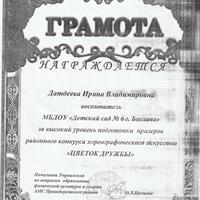 ГРАМОТА
НАГРАЖДАЕТСЯ
Датдеева Ирина Владимировна
воспитатель
МБДОУ «Детский сад № 6 г. Беслана»
за высокий уровень подготовки призеров
районного конкурса хореографического искусства
«ЦВЕТОК ДРУЖБЫ»
Начальник Управления
по вопросам образования,
физической культуры и спорта
АМС Правобережного района